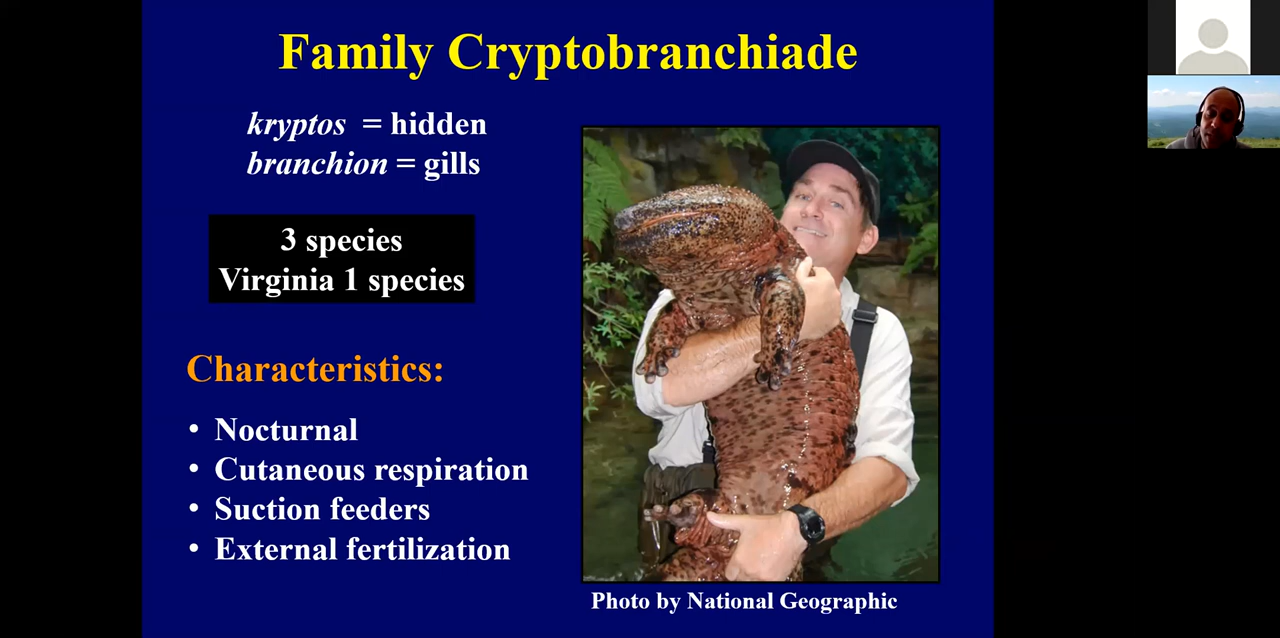 Family Cryptobranchiade
kryptos = hidden
branchion = gills
3 species
Virginia 1 species
Characteristics:
• Nocturnal
• Cutaneous respiration
• Suction feeders
• External fertilization
Photo by National Geographic